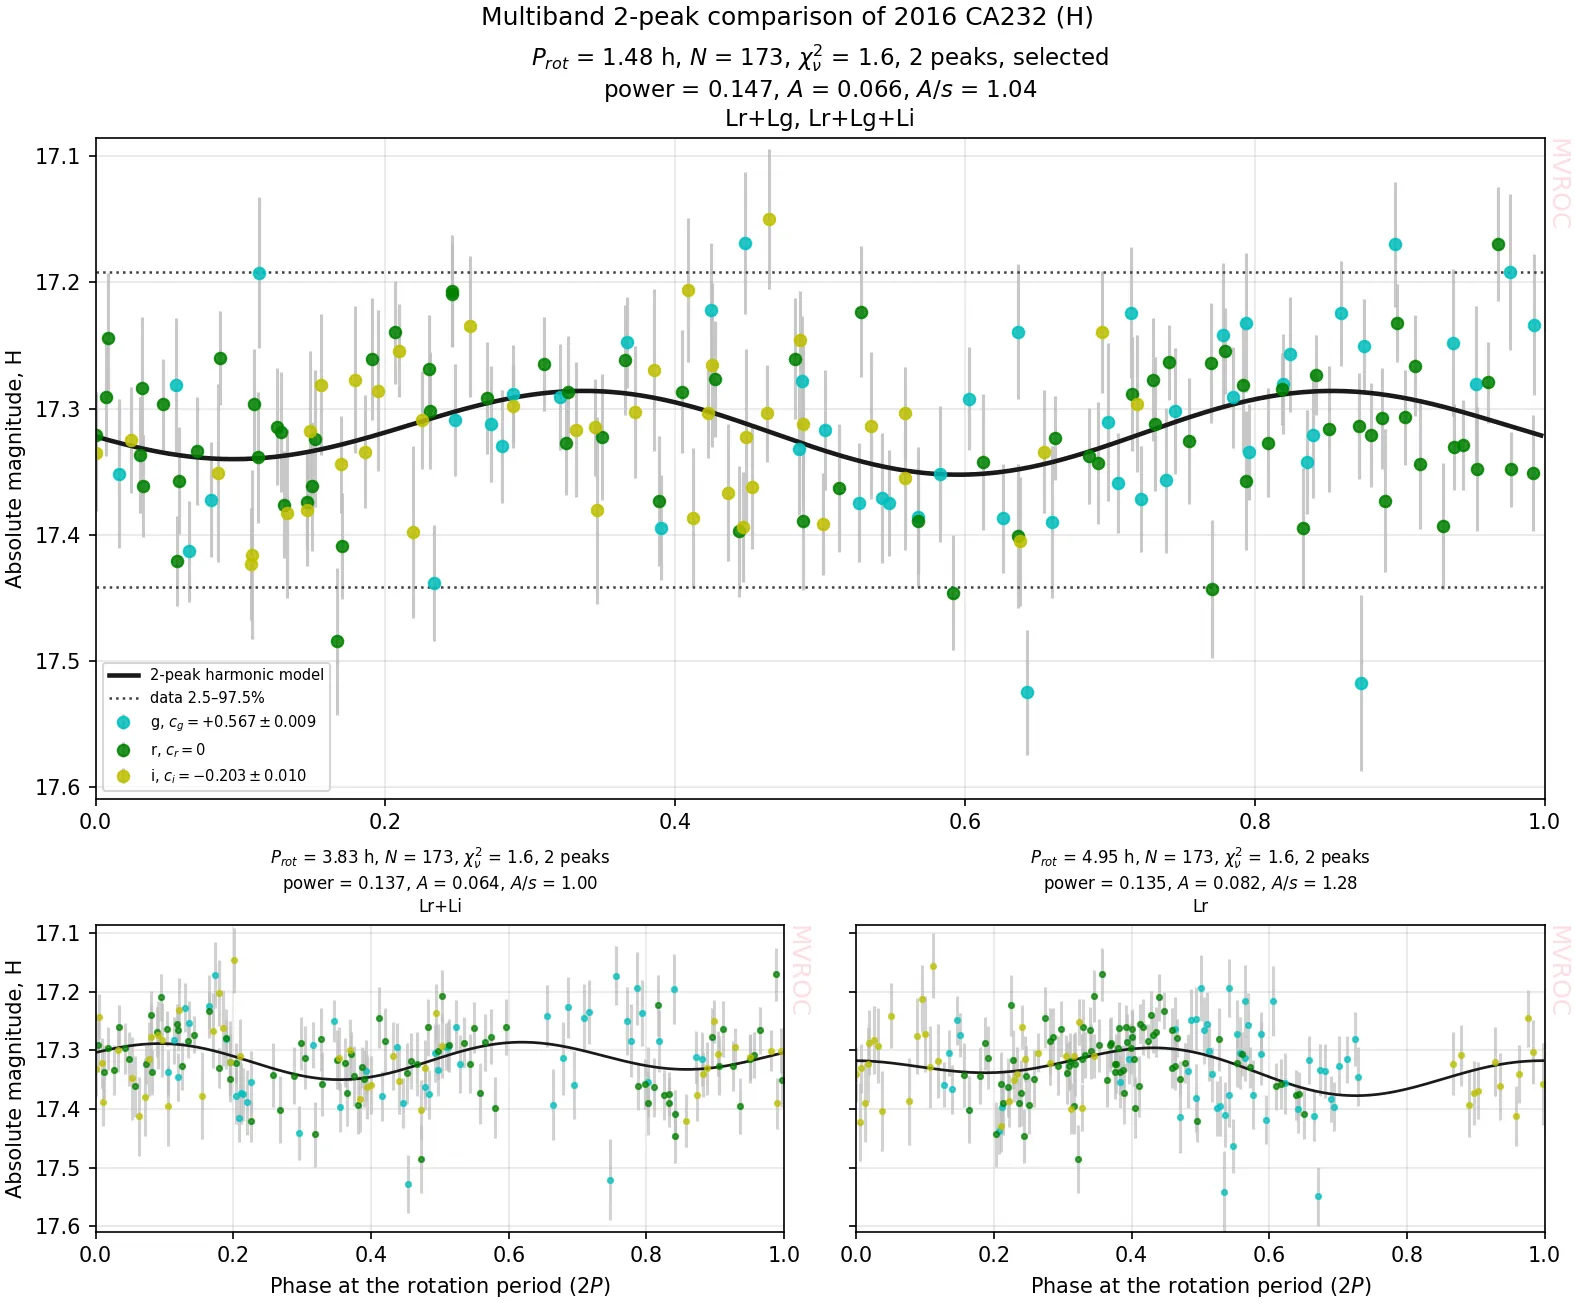 Multiband 2-peak comparison of 2016 CA232 (H)
P_rot = 1.48 h, N = 173, χ²_ν = 1.6, 2 peaks, selected
power = 0.147, A = 0.066, A/s = 1.04
Lr+Lg, Lr+Lg+Li
MVROC
Absolute magnitude, H
17.1
17.2
17.3
17.4
17.5
17.6
2-peak harmonic model
data 2.5–97.5%
g, c_g = +0.567 ± 0.009
r, c_r = 0
i, c_i = −0.203 ± 0.010
0.0 0.2 0.4 0.6 0.8 1.0
P_rot = 3.83 h, N = 173, χ²_ν = 1.6, 2 peaks
power = 0.137, A = 0.064, A/s = 1.00
Lr+Li
MVROC
Absolute magnitude, H
17.1
17.2
17.3
17.4
17.5
17.6
0.0 0.2 0.4 0.6 0.8 1.0
Phase at the rotation period (2P)
P_rot = 4.95 h, N = 173, χ²_ν = 1.6, 2 peaks
power = 0.135, A = 0.082, A/s = 1.28
Lr
MVROC
0.0 0.2 0.4 0.6 0.8 1.0
Phase at the rotation period (2P)